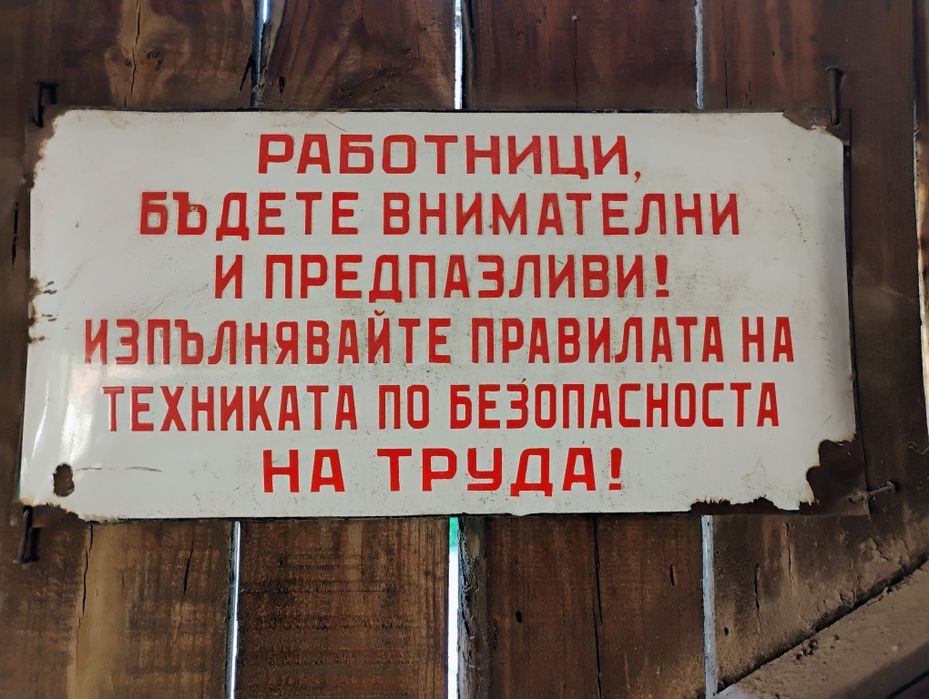 РАБОТНИЦИ,
БЪДЕТЕ ВНИМАТЕЛНИ
И ПРЕДПАЗЛИВИ!
ИЗПЪЛНЯВАЙТЕ ПРАВИЛАТА НА
ТЕХНИКАТА ПО БЕЗОПАСНОСТА
НА ТРУДА!